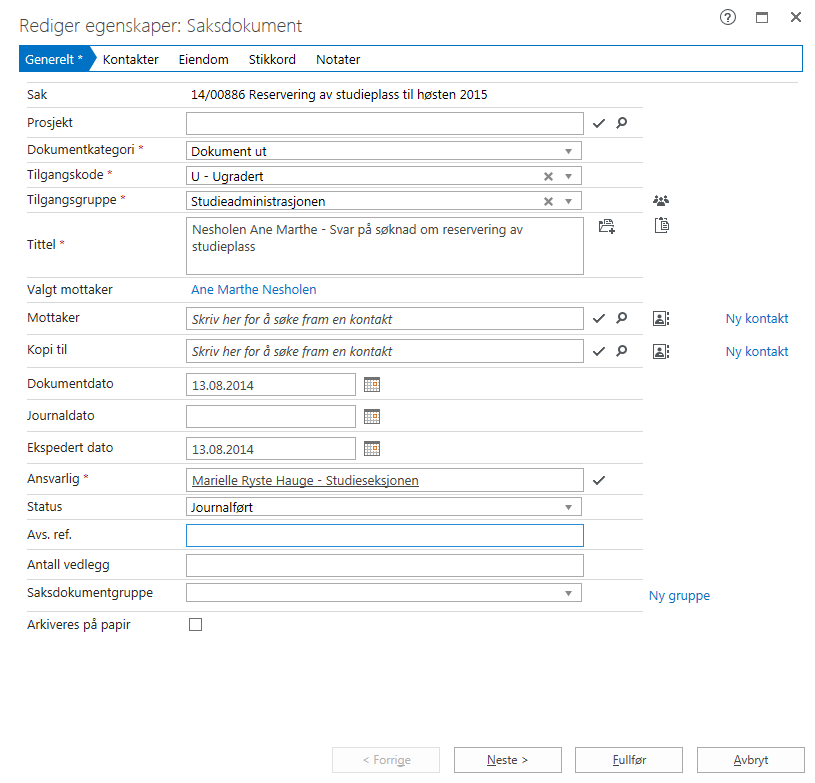 Rediger egenskaper: Saksdokument
Generelt * Kontakter Eiendom Stikkord Notater
Sak 14/00886 Reservering av studieplass til høsten 2015
Prosjekt
Dokumentkategori * Dokument ut
Tilgangskode * U - Ugradert
Tilgangsgruppe * Studieadministrasjonen
Tittel * Nesholen Ane Marthe - Svar på søknad om reservering av
studieplass
Valgt mottaker Ane Marthe Nesholen
Mottaker Skriv her for å søke fram en kontakt Ny kontakt
Kopi til Skriv her for å søke fram en kontakt Ny kontakt
Dokumentdato 13.08.2014
Journaldato
Ekspedert dato 13.08.2014
Ansvarlig * Marielle Ryste Hauge - Studieseksjonen
Status Journalført
Avs. ref.
Antall vedlegg
Saksdokumentgruppe Ny gruppe
Arkiveres på papir
< Forrige Neste > Fullfør Avbryt